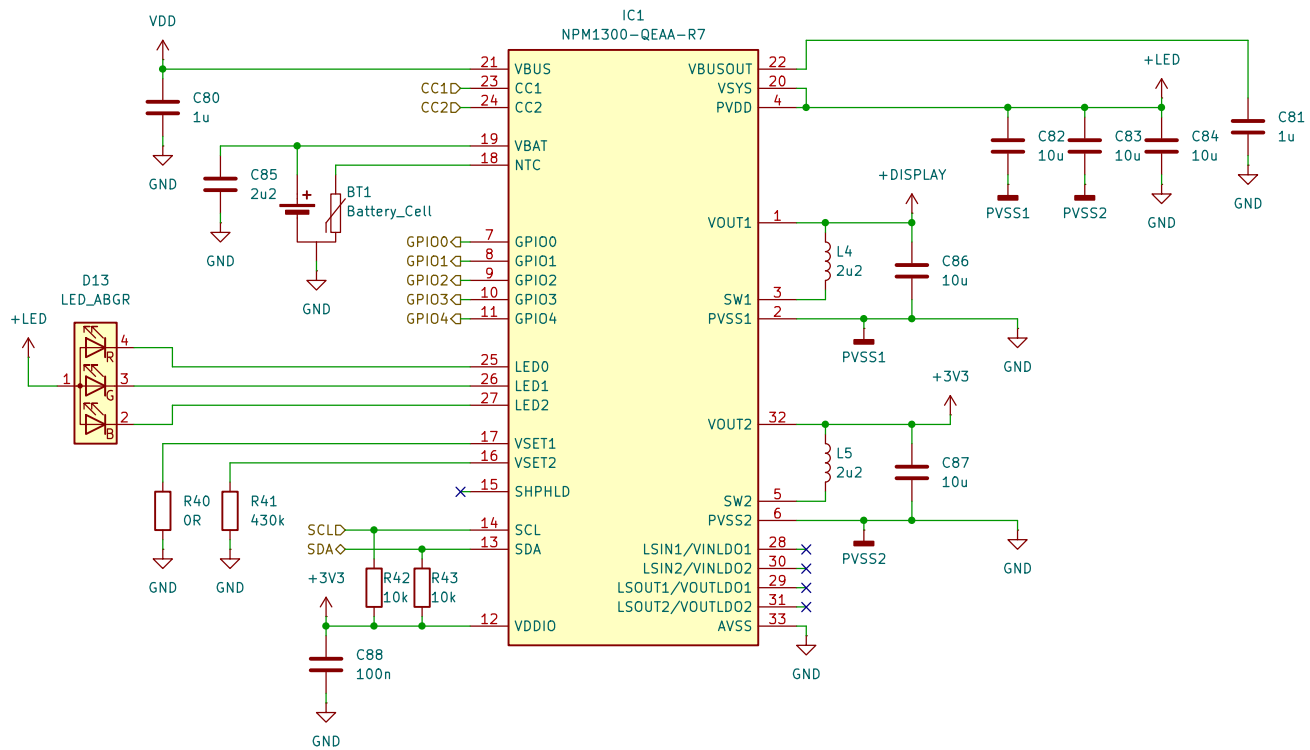 IC1
NPM1300-QEAA-R7
VDD
C80
1u
GND
21
VBUS
CC1
23
CC1
CC2
24
CC2
19
VBAT
18
NTC
C85
2u2
GND
+
BT1
Battery_Cell
GND
GPIO0
7
GPIO0
GPIO1
8
GPIO1
GPIO2
9
GPIO2
GPIO3
10
GPIO3
GPIO4
11
GPIO4
D13
LED_ABGR
+LED
1
4
R
3
G
2
B
25
LED0
26
LED1
27
LED2
17
VSET1
16
VSET2
15
SHPHLD
R40
0R
GND
R41
430k
GND
SCL
14
SCL
SDA
13
SDA
R42
10k
R43
10k
+3V3
12
VDDIO
C88
100n
GND
VBUSOUT
22
VSYS
20
PVDD
4
+LED
C82
10u
PVSS1
C83
10u
PVSS2
C84
10u
GND
C81
1u
GND
+DISPLAY
VOUT1
1
L4
2u2
C86
10u
SW1
3
PVSS1
2
PVSS1
GND
+3V3
VOUT2
32
L5
2u2
C87
10u
SW2
5
PVSS2
6
PVSS2
GND
LSIN1/VINLDO1
28
LSIN2/VINLDO2
30
LSOUT1/VOUTLDO1
29
LSOUT2/VOUTLDO2
31
AVSS
33
GND